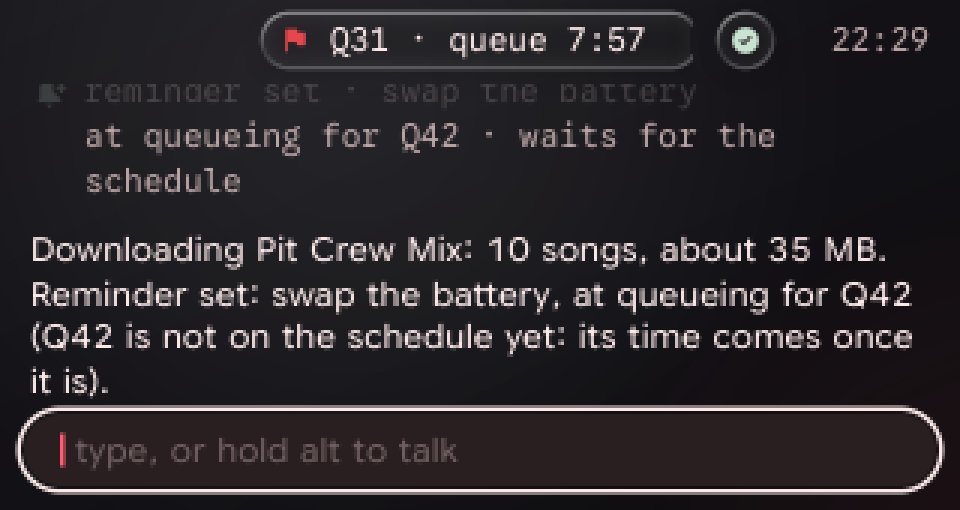 Q31 · queue 7:57
22:29
reminder set · swap the battery
at queueing for Q42 · waits for the
schedule
Downloading Pit Crew Mix: 10 songs, about 35 MB.
Reminder set: swap the battery, at queueing for Q42
(Q42 is not on the schedule yet: its time comes once
it is).
type, or hold alt to talk